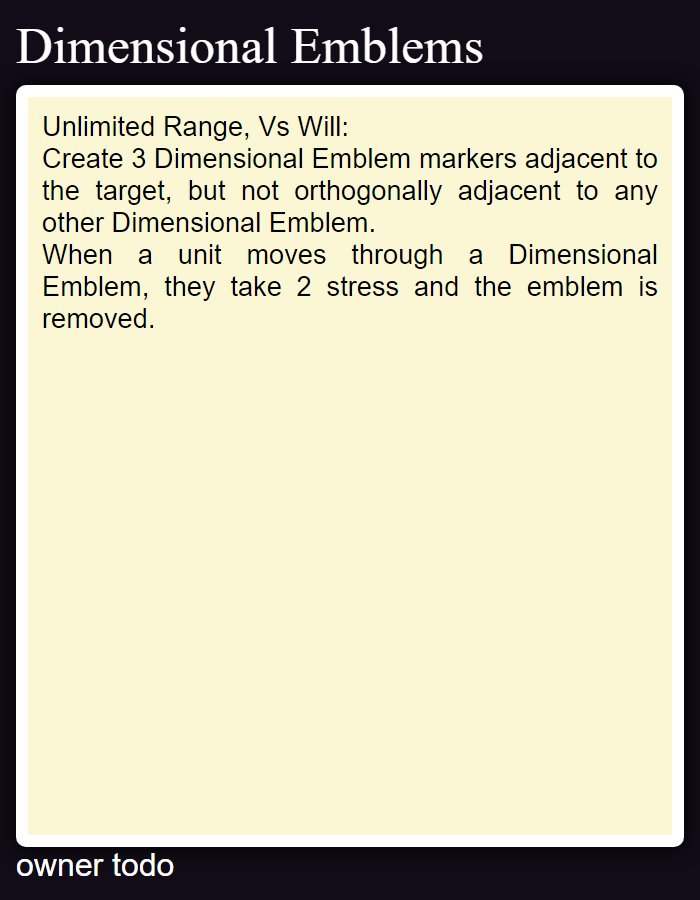 Dimensional Emblems
Unlimited Range, Vs Will:
Create 3 Dimensional Emblem markers adjacent to
the target, but not orthogonally adjacent to any
other Dimensional Emblem.
When a unit moves through a Dimensional
Emblem, they take 2 stress and the emblem is
removed.
owner todo